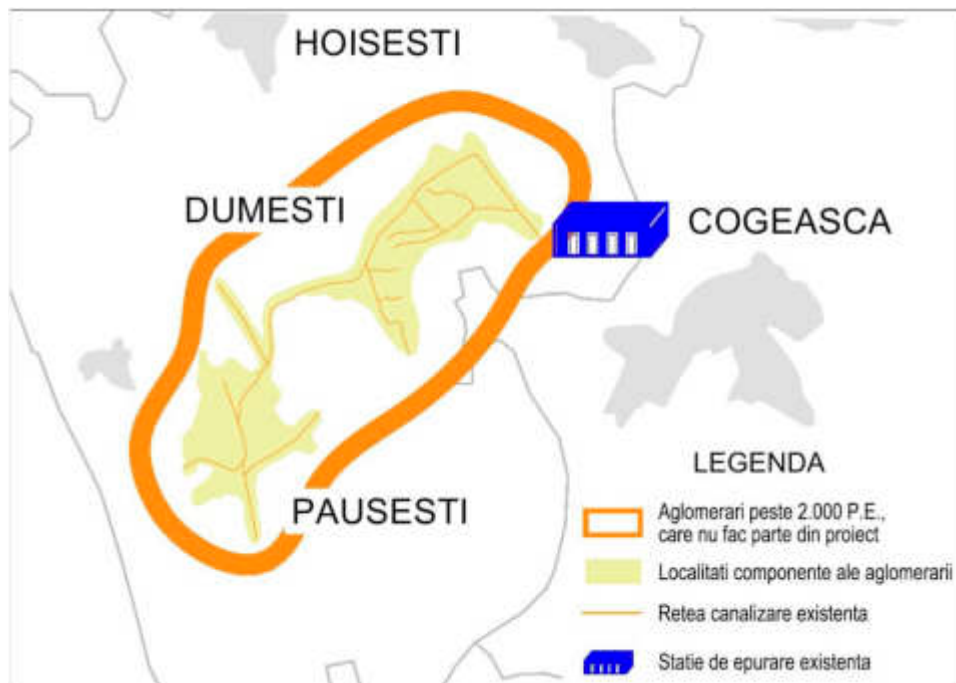 HOISESTI
DUMESTI
COGEASCA
PAUSESTI
LEGENDA
Aglomerari peste 2.000 P.E.,
care nu fac parte din proiect
Localitati componente ale aglomerarii
Retea canalizare existenta
Statie de epurare existenta